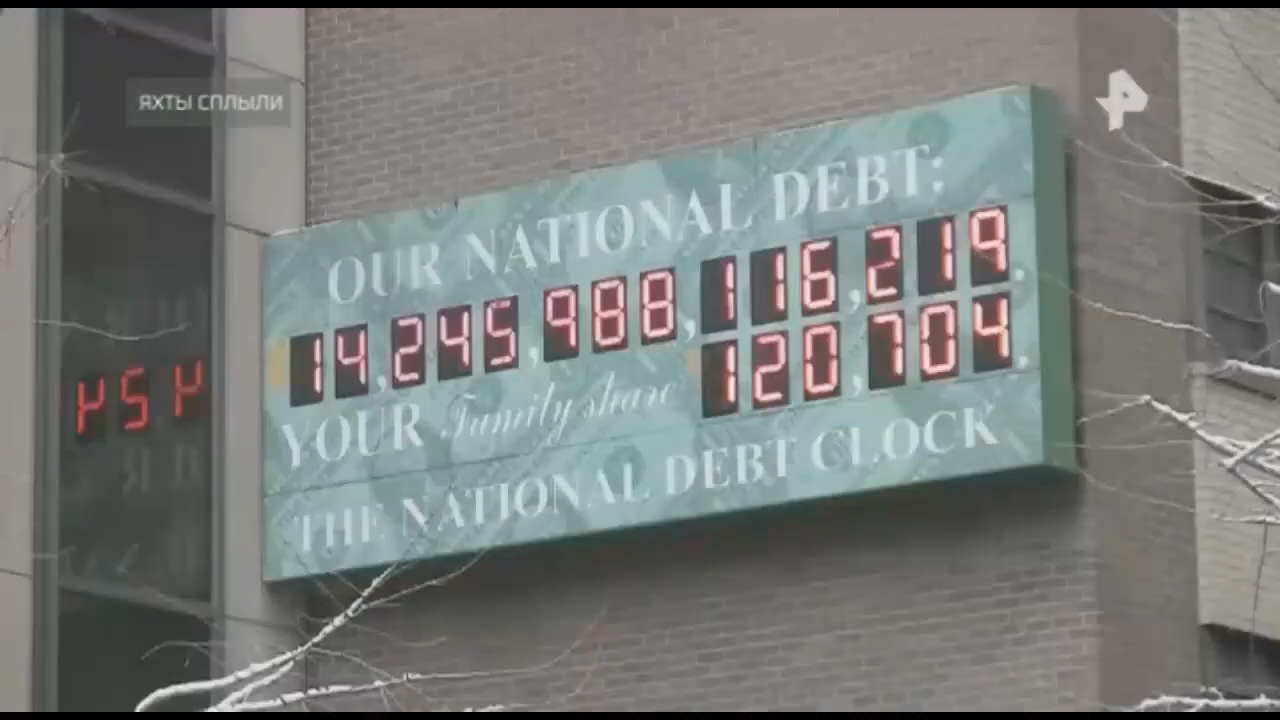 ЯХТЫ СПЛЫЛИ
OUR NATIONAL DEBT:
14,245,988,116,219.
YOUR Family share 120,704.
THE NATIONAL DEBT CLOCK